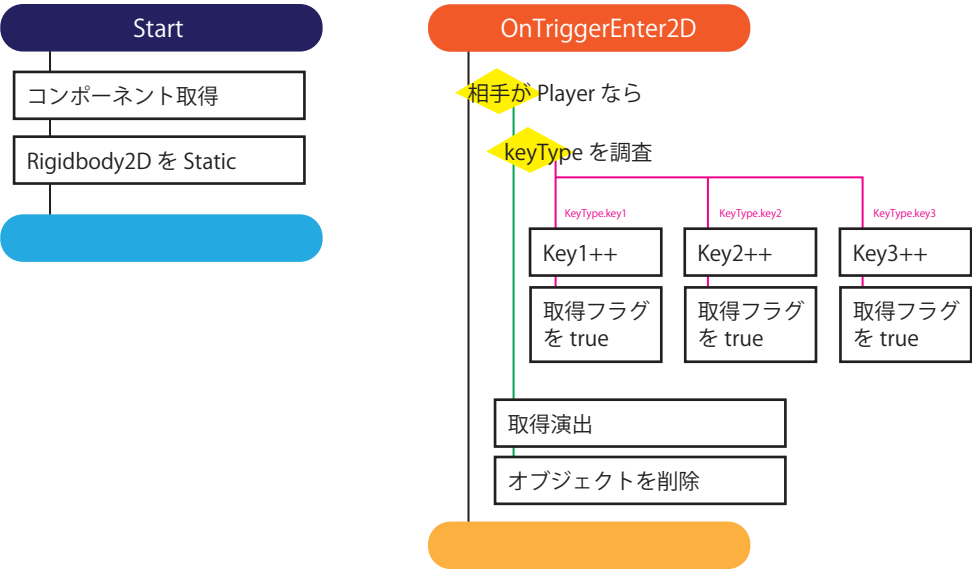 Start
コンポーネント取得
Rigidbody2D を Static
OnTriggerEnter2D
相手が Player なら
keyType を調査
KeyType.key1
KeyType.key2
KeyType.key3
Key1++
Key2++
Key3++
取得フラグ
を true
取得フラグ
を true
取得フラグ
を true
取得演出
オブジェクトを削除